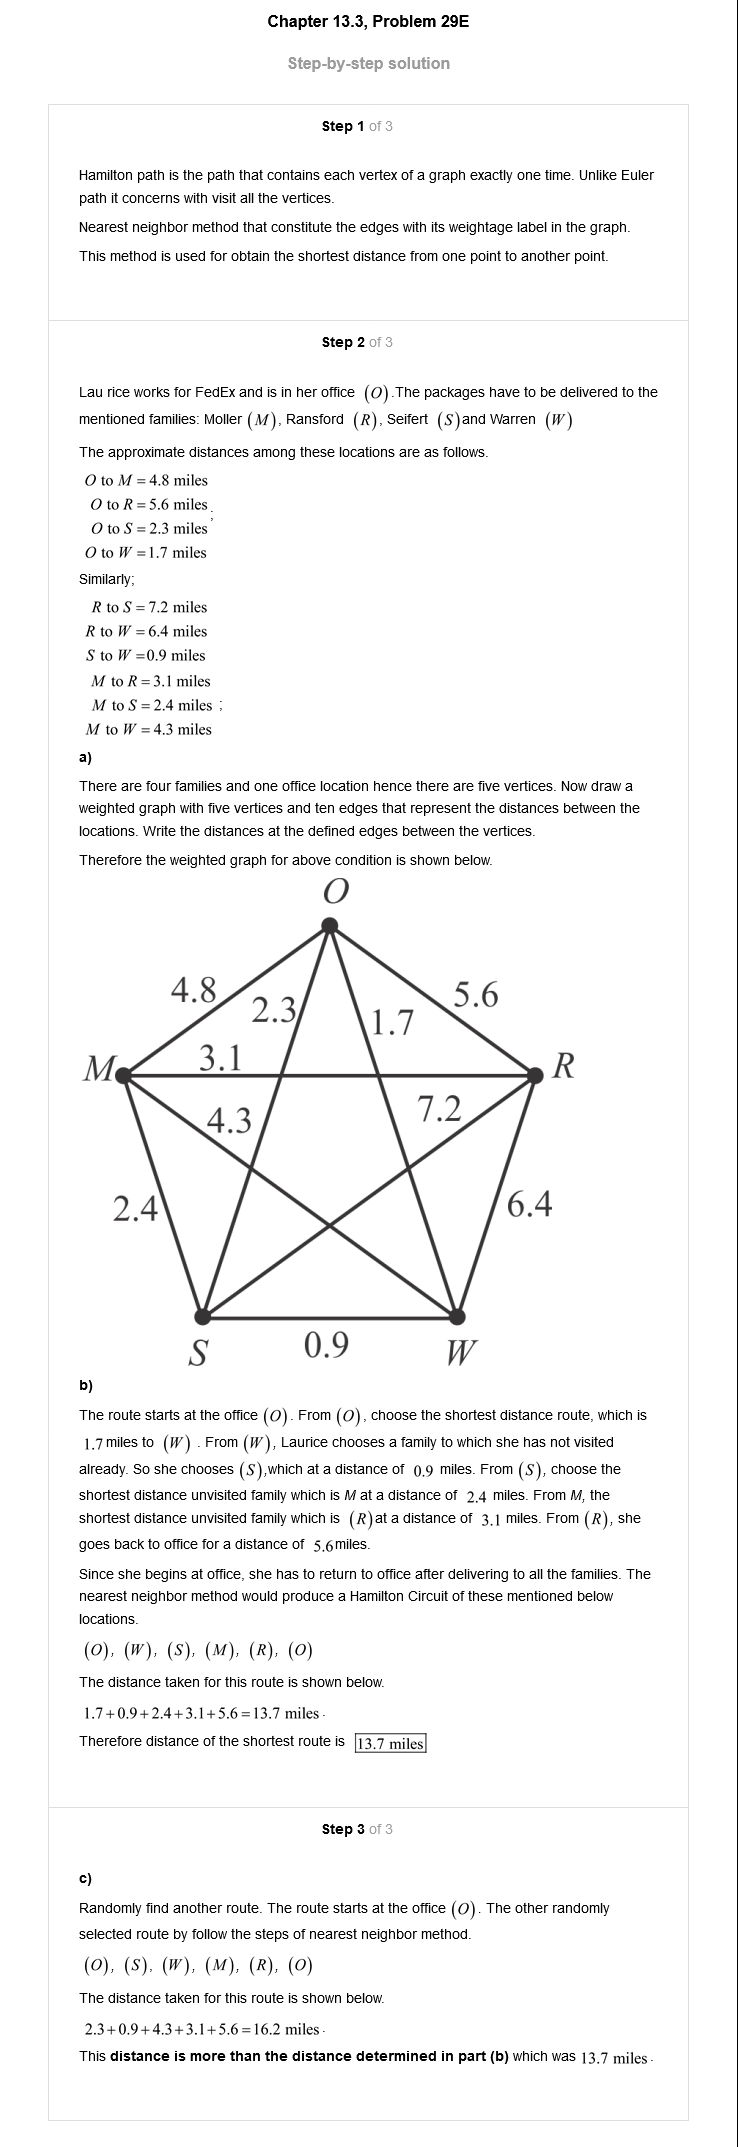 Chapter 13.3, Problem 29E
Step-by-step solution
Step 1 of 3
Hamilton path is the path that contains each vertex of a graph exactly one time. Unlike Euler
path it concerns with visit all the vertices.
Nearest neighbor method that constitute the edges with its weightage label in the graph.
This method is used for obtain the shortest distance from one point to another point.
Step 2 of 3
Lau rice works for FedEx and is in her office (O).The packages have to be delivered to the
mentioned families: Moller (M), Ransford (R), Seifert (S)and Warren (W)
The approximate distances among these locations are as follows.
O to M = 4.8 miles
O to R = 5.6 miles
O to S = 2.3 miles ;
O to W = 1.7 miles
Similarly;
R to S = 7.2 miles
R to W = 6.4 miles
S to W =0.9 miles
M to R = 3.1 miles
M to S = 2.4 miles ;
M to W = 4.3 miles
a)
There are four families and one office location hence there are five vertices. Now draw a
weighted graph with five vertices and ten edges that represent the distances between the
locations. Write the distances at the defined edges between the vertices.
Therefore the weighted graph for above condition is shown below.
O
4.8
2.3
1.7
5.6
M
3.1
R
4.3
7.2
2.4
6.4
S
0.9
W
b)
The route starts at the office (O). From (O), choose the shortest distance route, which is
1.7 miles to (W) . From (W), Laurice chooses a family to which she has not visited
already. So she chooses (S),which at a distance of 0.9 miles. From (S), choose the
shortest distance unvisited family which is M at a distance of 2.4 miles. From M, the
shortest distance unvisited family which is (R)at a distance of 3.1 miles. From (R), she
goes back to office for a distance of 5.6miles.
Since she begins at office, she has to return to office after delivering to all the families. The
nearest neighbor method would produce a Hamilton Circuit of these mentioned below
locations.
(O), (W), (S), (M), (R), (O)
The distance taken for this route is shown below.
1.7+0.9+2.4+3.1+5.6=13.7 miles.
Therefore distance of the shortest route is 13.7 miles
Step 3 of 3
c)
Randomly find another route. The route starts at the office (O). The other randomly
selected route by follow the steps of nearest neighbor method.
(O), (S), (W), (M), (R), (O)
The distance taken for this route is shown below.
2.3+0.9+4.3+3.1+5.6=16.2 miles.
This distance is more than the distance determined in part (b) which was 13.7 miles.